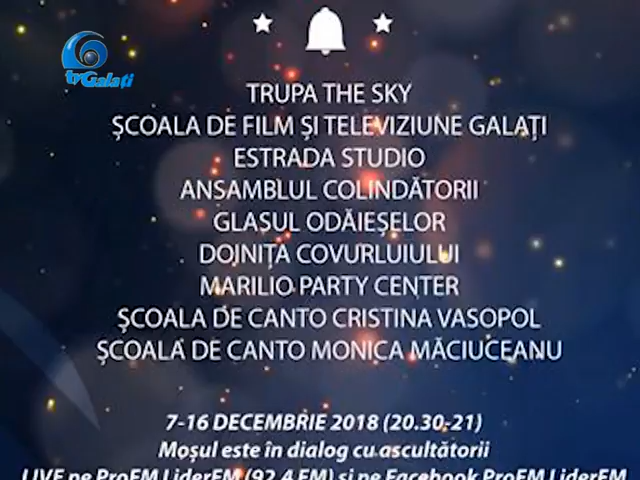 tvGalați
TRUPA THE SKY
ȘCOALA DE FILM ȘI TELEVIZIUNE GALAȚI
ESTRADA STUDIO
ANSAMBLUL COLINDĂTORII
GLASUL ODĂIEȘELOR
DOINIȚA COVURLUIULUI
MARILIO PARTY CENTER
ȘCOALA DE CANTO CRISTINA VASOPOL
ȘCOALA DE CANTO MONICA MĂCIUCEANU
7-16 DECEMBRIE 2018 (20.30-21)
Moșul este în dialog cu ascultătorii
LIVE pe ProFM LiderFM (92.4 FM) și pe Facebook ProFM LiderFM